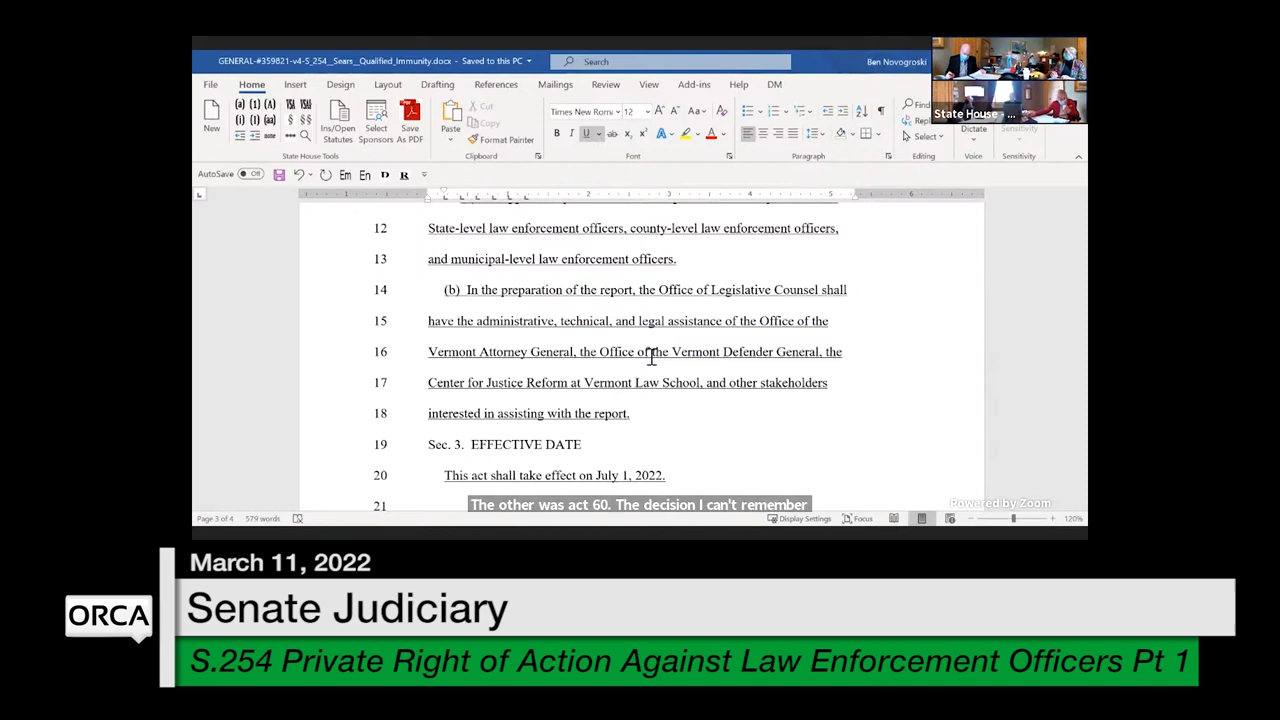 GENERAL-#359821-v4-S_254__Sears_Qualified_Immunity.docx - Saved to this PC
Search
Ben Novogroski
File Home Insert Design Layout Drafting References Mailings Review Add-ins Help DM
New
Ins/Open Statutes
Select Sponsors
Save As PDF
State House Tools
Paste
Cut
Copy
Format Painter
Clipboard
Times New Rom 12
Font
Paragraph
Find
Select
Editing
Dictate
Voice
Sensitivity
Sensitivity
State House - ...
AutoSave Off
Em En D R
12 State-level law enforcement officers, county-level law enforcement officers,
13 and municipal-level law enforcement officers.
14 (b) In the preparation of the report, the Office of Legislative Counsel shall
15 have the administrative, technical, and legal assistance of the Office of the
16 Vermont Attorney General, the Office of the Vermont Defender General, the
17 Center for Justice Reform at Vermont Law School, and other stakeholders
18 interested in assisting with the report.
19 Sec. 3. EFFECTIVE DATE
20 This act shall take effect on July 1, 2022.
21
The other was act 60. The decision I can't remember
Powered by Zoom
Page 3 of 4 579 words
Display Settings Focus 120%
March 11, 2022
ORCA
Senate Judiciary
S.254 Private Right of Action Against Law Enforcement Officers Pt 1